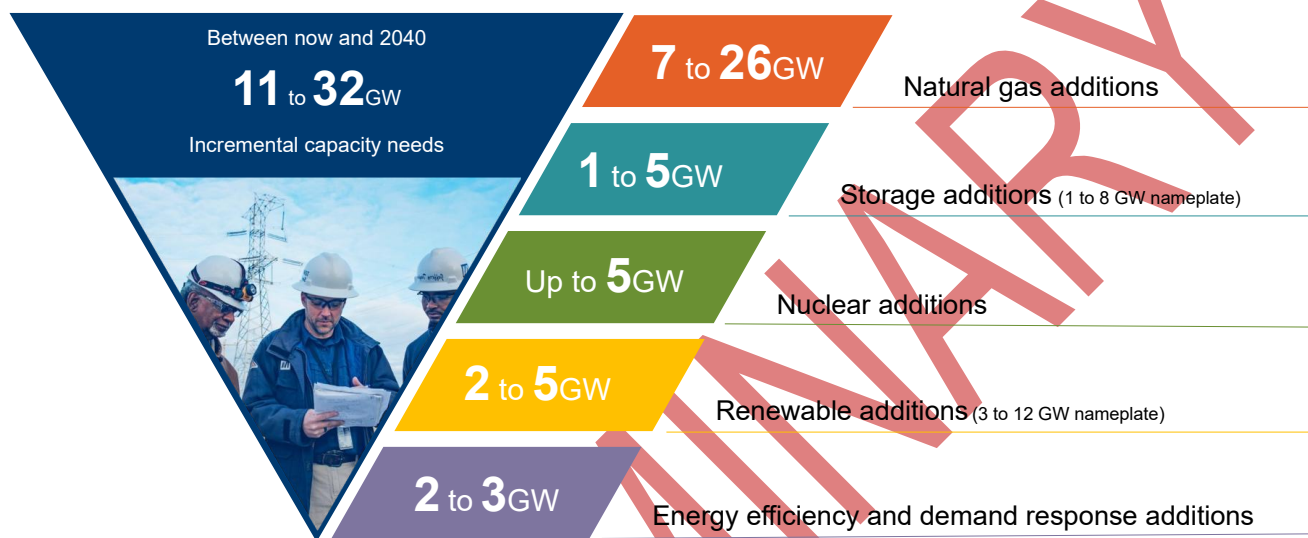 Between now and 2040
11 to 32GW
Incremental capacity needs
7 to 26GW
Natural gas additions
1 to 5GW
Storage additions (1 to 8 GW nameplate)
Up to 5GW
Nuclear additions
2 to 5GW
Renewable additions (3 to 12 GW nameplate)
2 to 3GW
Energy efficiency and demand response additions
INARY